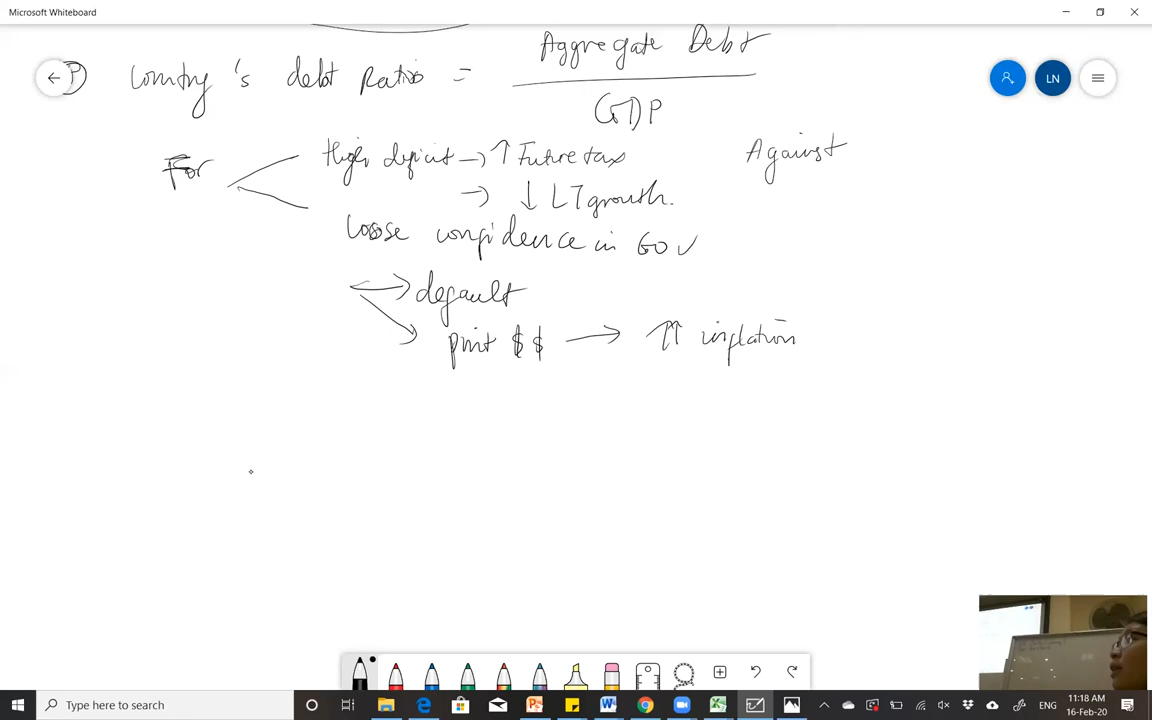 Microsoft Whiteboard
Aggregate Debt
Country's debt Ratio =
GDP
For
High deficit → ↑ Future tax
Against
→ ↓ LT growth.
Loose confidence in GOV
→ default
→ print $$ → ↑↑ inflation
LN
Type here to search
ENG
11:18 AM
16-Feb-20